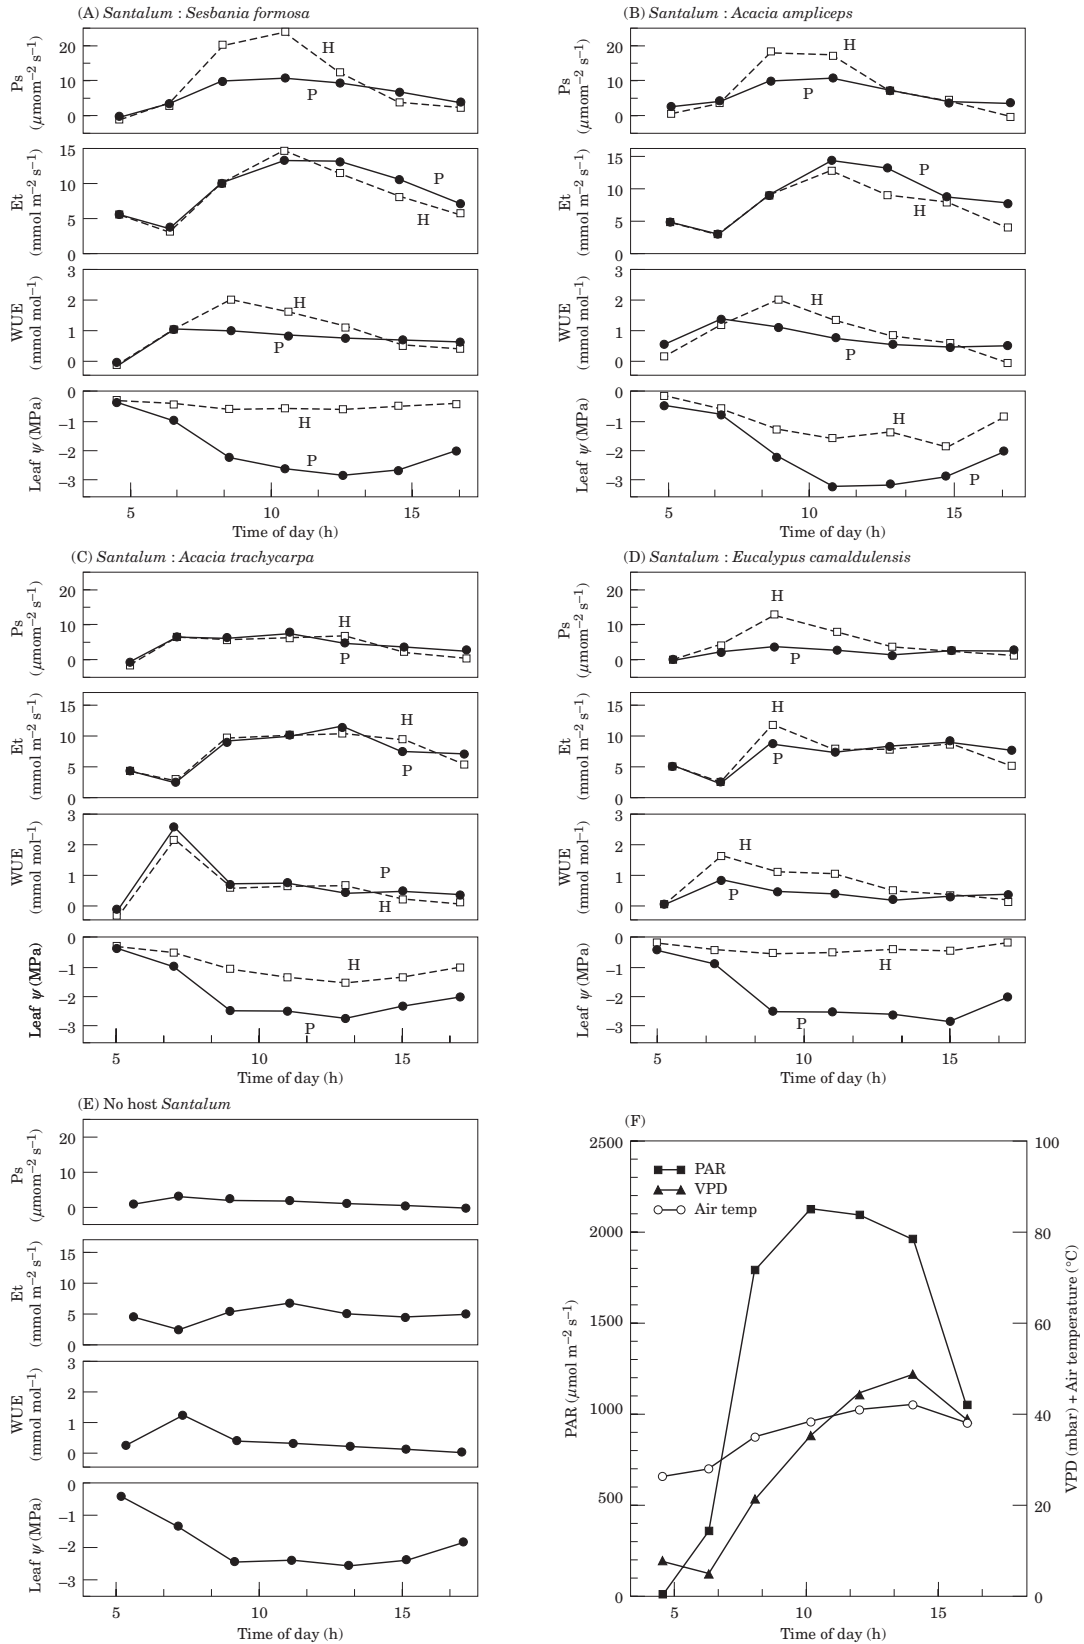 (A) Santalum : Sesbania formosa
Ps
(μmom−2 s−1)
20
10
0
H
P
Et
(mmol m−2 s−1)
15
10
5
0
P
H
WUE
(mmol mol−1)
3
2
1
0
H
P
Leaf ψ (MPa)
0
−1
−2
−3
H
P
5
10
15
Time of day (h)
(B) Santalum : Acacia ampliceps
Ps
(μmom−2 s−1)
20
10
0
H
P
Et
(mmol m−2 s−1)
15
10
5
0
P
H
WUE
(mmol mol−1)
3
2
1
0
H
P
Leaf ψ (MPa)
0
−1
−2
−3
H
P
5
10
15
Time of day (h)
(C) Santalum : Acacia trachycarpa
Ps
(μmom−2 s−1)
20
10
0
H
P
Et
(mmol m−2 s−1)
15
10
5
0
H
P
WUE
(mmol mol−1)
3
2
1
0
P
H
Leaf ψ (MPa)
0
−1
−2
−3
H
P
5
10
15
Time of day (h)
(D) Santalum : Eucalypus camaldulensis
Ps
(μmom−2 s−1)
20
10
0
H
P
Et
(mmol m−2 s−1)
15
10
5
0
H
P
WUE
(mmol mol−1)
3
2
1
0
H
P
Leaf ψ (MPa)
0
−1
−2
−3
H
P
5
10
15
Time of day (h)
(E) No host Santalum
Ps
(μmom−2 s−1)
20
10
0
Et
(mmol m−2 s−1)
15
10
5
0
WUE
(mmol mol−1)
3
2
1
0
Leaf ψ (MPa)
0
−1
−2
−3
5
10
15
Time of day (h)
(F)
PAR
VPD
Air temp
PAR (μmol m−2 s−1)
2500
2000
1500
1000
500
0
VPD (mbar) + Air temperature (°C)
100
80
60
40
20
0
5
10
15
Time of day (h)